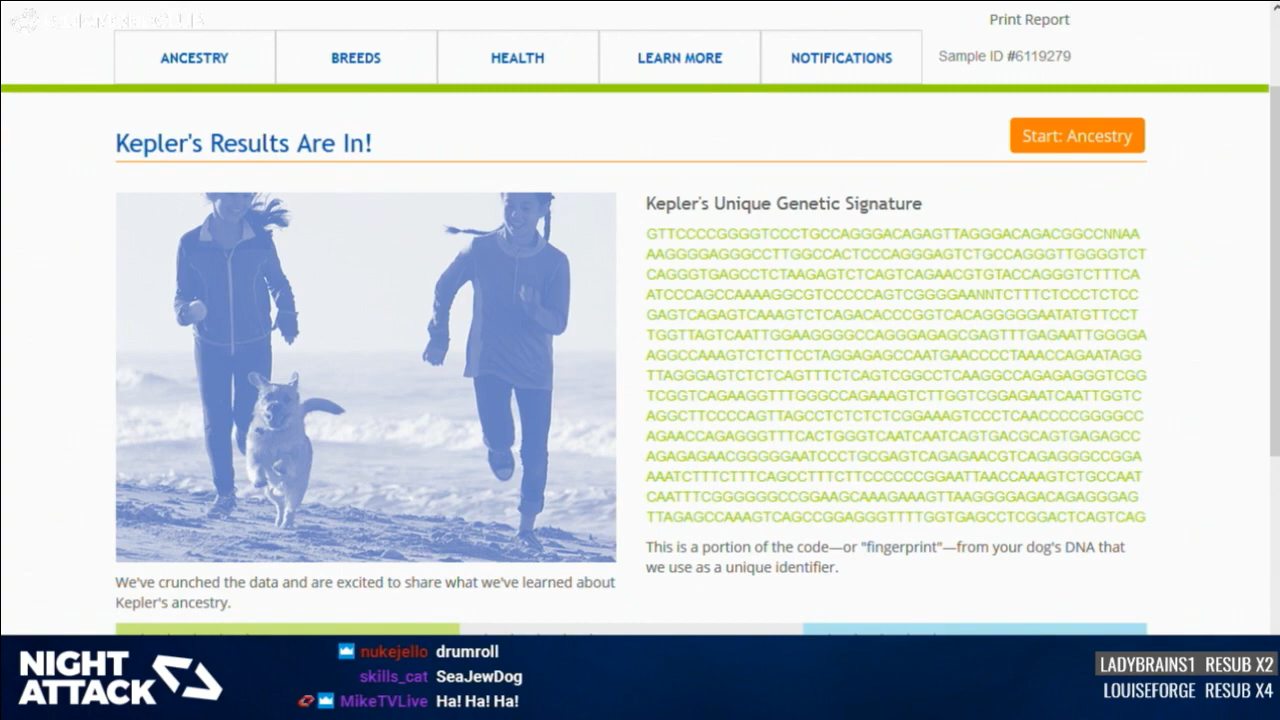 Print Report
ANCESTRY
BREEDS
HEALTH
LEARN MORE
NOTIFICATIONS
Sample ID #6119279
Kepler's Results Are In!
Start: Ancestry
Kepler's Unique Genetic Signature
GTTCCCCGGGGTCCCTGCCAGGGACAGAGTTAGGGACAGACGGCCNNAA
AAGGGGAGGGCCTTGGCCACTCCCAGGGAGTCTGCCAGGGTTGGGGTCT
CAGGGTGAGCCTCTAAGAGTCTCAGTCAGAACGTGTACCAGGGTCTTTCA
ATCCCAGCCAAAAGGCGTCCCCCAGTCGGGGAANNTCTTTCTCCCTCTCC
GAGTCAGAGTCAAAGTCTCAGACACCCGGTCACAGGGGGAATATGTTCCT
TGGTTAGTCAATTGGAAGGGGCCAGGGAGAGCGAGTTTGAGAATTGGGGA
AGGCCAAAGTCTCTTCCTAGGAGAGCCAATGAACCCCTAAACCAGAATAGG
TTAGGGAGTCTCTCAGTTTCTCAGTCGGCCTCAAGGCCAGAGAGGGTCGG
TCGGTCAGAAGGTTTGGGCCAGAAAGTCTTGGTCGGAGAATCAATTGGTC
AGGCTTCCCCAGTTAGCCTCTCTCTCGGAAAGTCCCTCAACCCCGGGGCC
AGAACCAGAGGGTTTCACTGGGTCAATCAATCAGTGACGCAGTGAGAGCC
AGAGAGAACGGGGGAATCCCTGCGAGTCAGAGAACGTCAGAGGGCCGGA
AAATCTTTCTTTCAGCCTTTCTTCCCCCCCGGAATTAACCAAAGTCTGCCAAT
CAATTTCGGGGGGCCGGAAGCAAAGAAAGTTAAGGGGAGACAGAGGGAG
TTAGAGCCAAAGTCAGCCGGAGGGTTTTGGTGAGCCTCGGACTCAGTCAG
This is a portion of the code—or "fingerprint"—from your dog's DNA that
we use as a unique identifier.
We've crunched the data and are excited to share what we've learned about
Kepler's ancestry.
NIGHT
ATTACK
nukejello drumroll
skills_cat SeaJewDog
MikeTVLive Ha! Ha! Ha!
LADYBRAINS1 RESUB X2
LOUISEFORGE RESUB X4